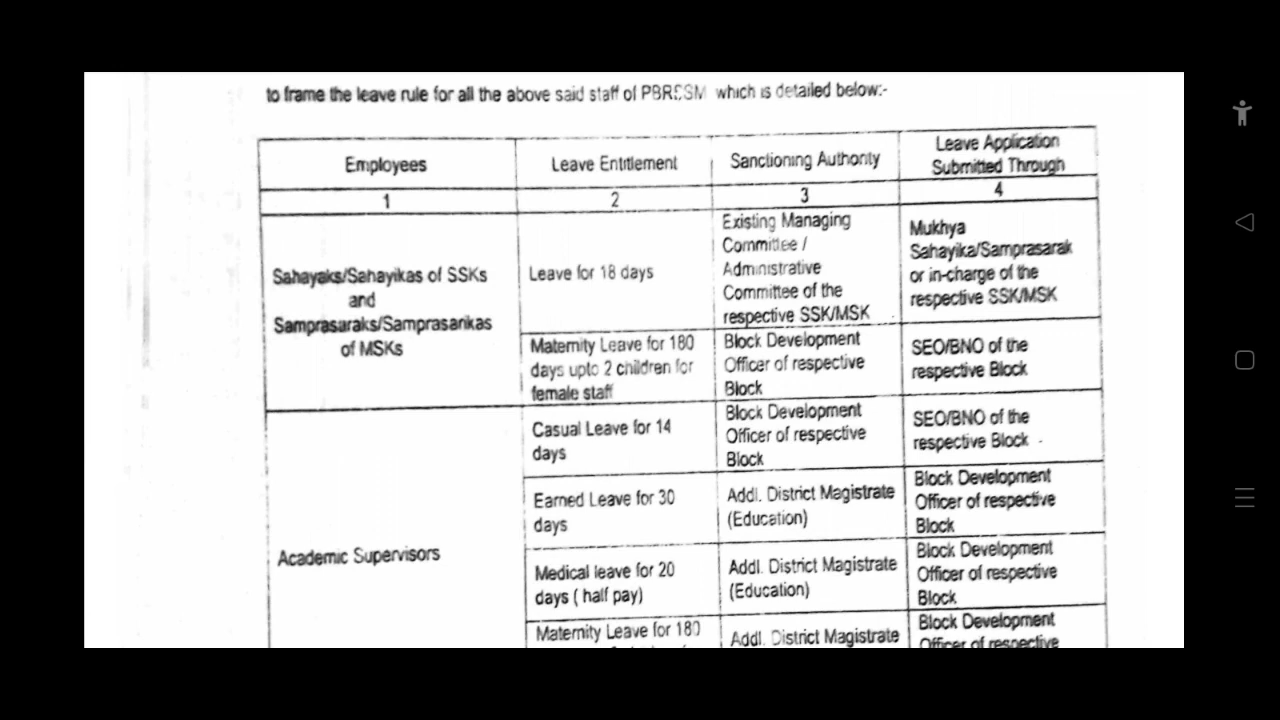 to frame the leave rule for all the above said staff of PBRSSM which is detailed below:-
Employees
Leave Entitlement
Sanctioning Authority
Leave Application
Submitted Through
1
2
3
4
Sahayaks/Sahayikas of SSKs
and
Samprasaraks/Samprasarikas
of MSKs
Leave for 18 days
Existing Managing
Committee /
Administrative
Committee of the
respective SSK/MSK
Mukhya
Sahayika/Samprasarak
or in-charge of the
respective SSK/MSK
Maternity Leave for 180
days upto 2 children for
female staff
Block Development
Officer of respective
Block
SEO/BNO of the
respective Block
Academic Supervisors
Casual Leave for 14
days
Block Development
Officer of respective
Block
SEO/BNO of the
respective Block
Earned Leave for 30
days
Addl. District Magistrate
(Education)
Block Development
Officer of respective
Block
Medical leave for 20
days ( half pay)
Addl. District Magistrate
(Education)
Block Development
Officer of respective
Block
Maternity Leave for 180
Addl. District Magistrate
Block Development
Officer of respective